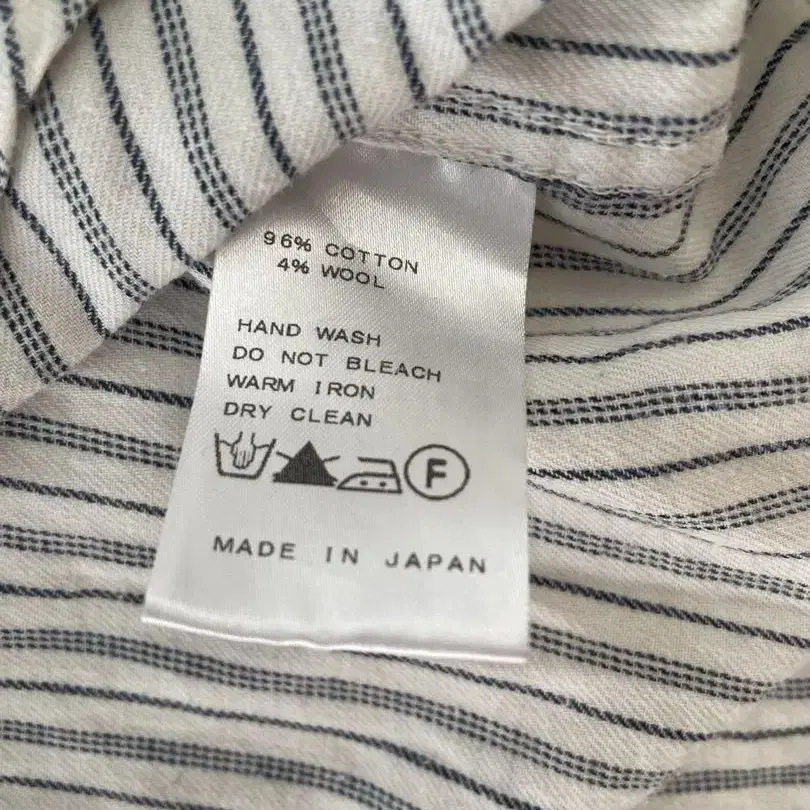 96% COTTON
4% WOOL
HAND WASH
DO NOT BLEACH
WARM IRON
DRY CLEAN
F
MADE IN JAPAN